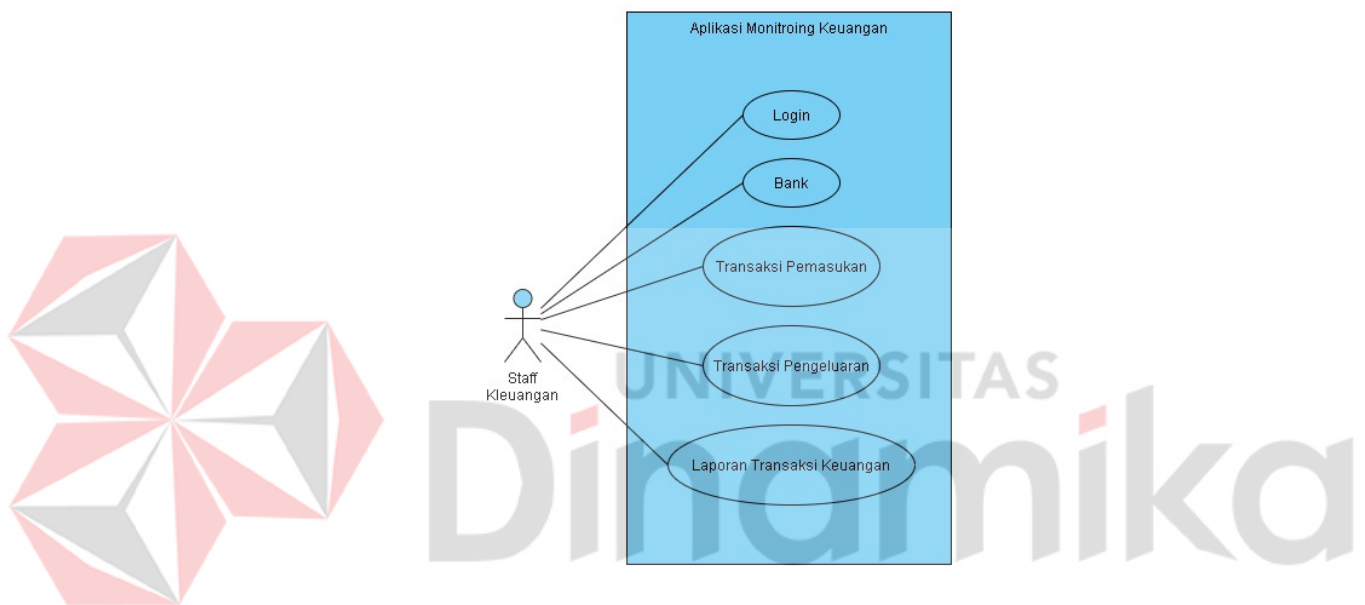 Aplikasi Monitroing Keuangan
Login
Bank
Transaksi Pemasukan
Transaksi Pengeluaran
Laporan Transaksi Keuangan
Staff
Kleuangan
UNIVERSITAS
Dinamika